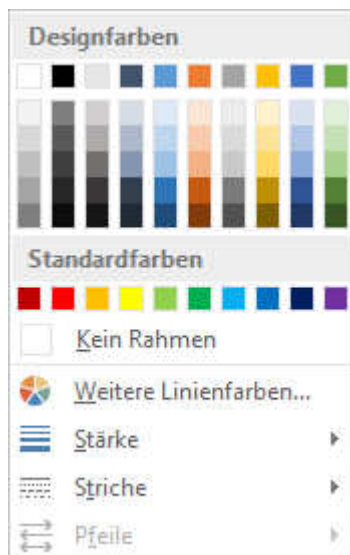 Designfarben
Standardfarben
Kein Rahmen
Weitere Linienfarben...
Stärke
Striche
Pfeile